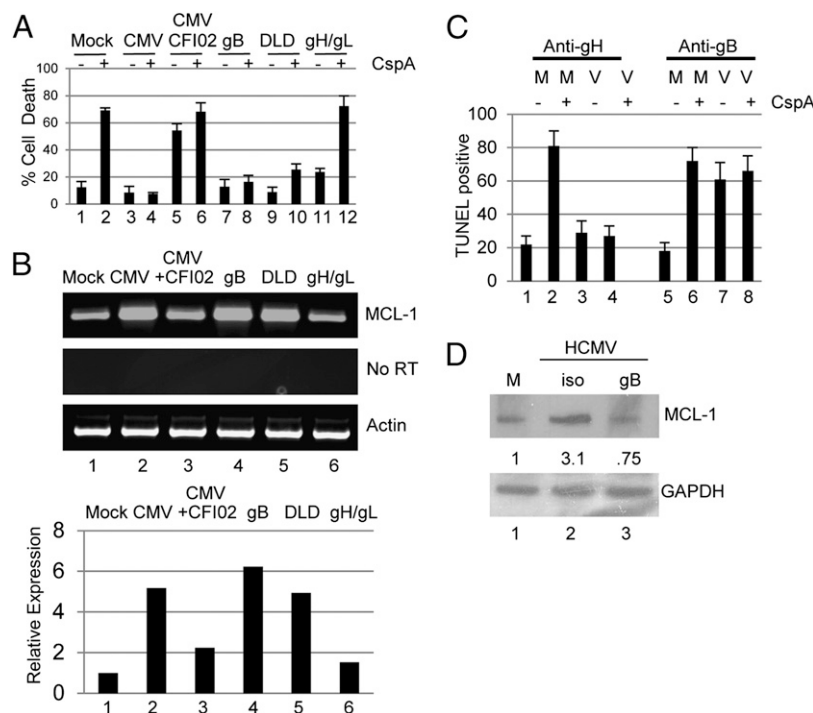 A
CMV
Mock CMV CFI02 gB DLD gH/gL
- + - + - + - + - + - + CspA
% Cell Death
100
80
60
40
20
0
1 2 3 4 5 6 7 8 9 10 11 12
B
CMV
Mock CMV +CFI02 gB DLD gH/gL
MCL-1
No RT
Actin
1 2 3 4 5 6
CMV
Mock CMV +CFI02 gB DLD gH/gL
Relative Expression
8
6
4
2
0
1 2 3 4 5 6
C
Anti-gH Anti-gB
M M V V M M V V
- + - + - + - + CspA
TUNEL positive
100
80
60
40
20
0
1 2 3 4 5 6 7 8
D
HCMV
M iso gB
MCL-1
1 3.1 .75
GAPDH
1 2 3